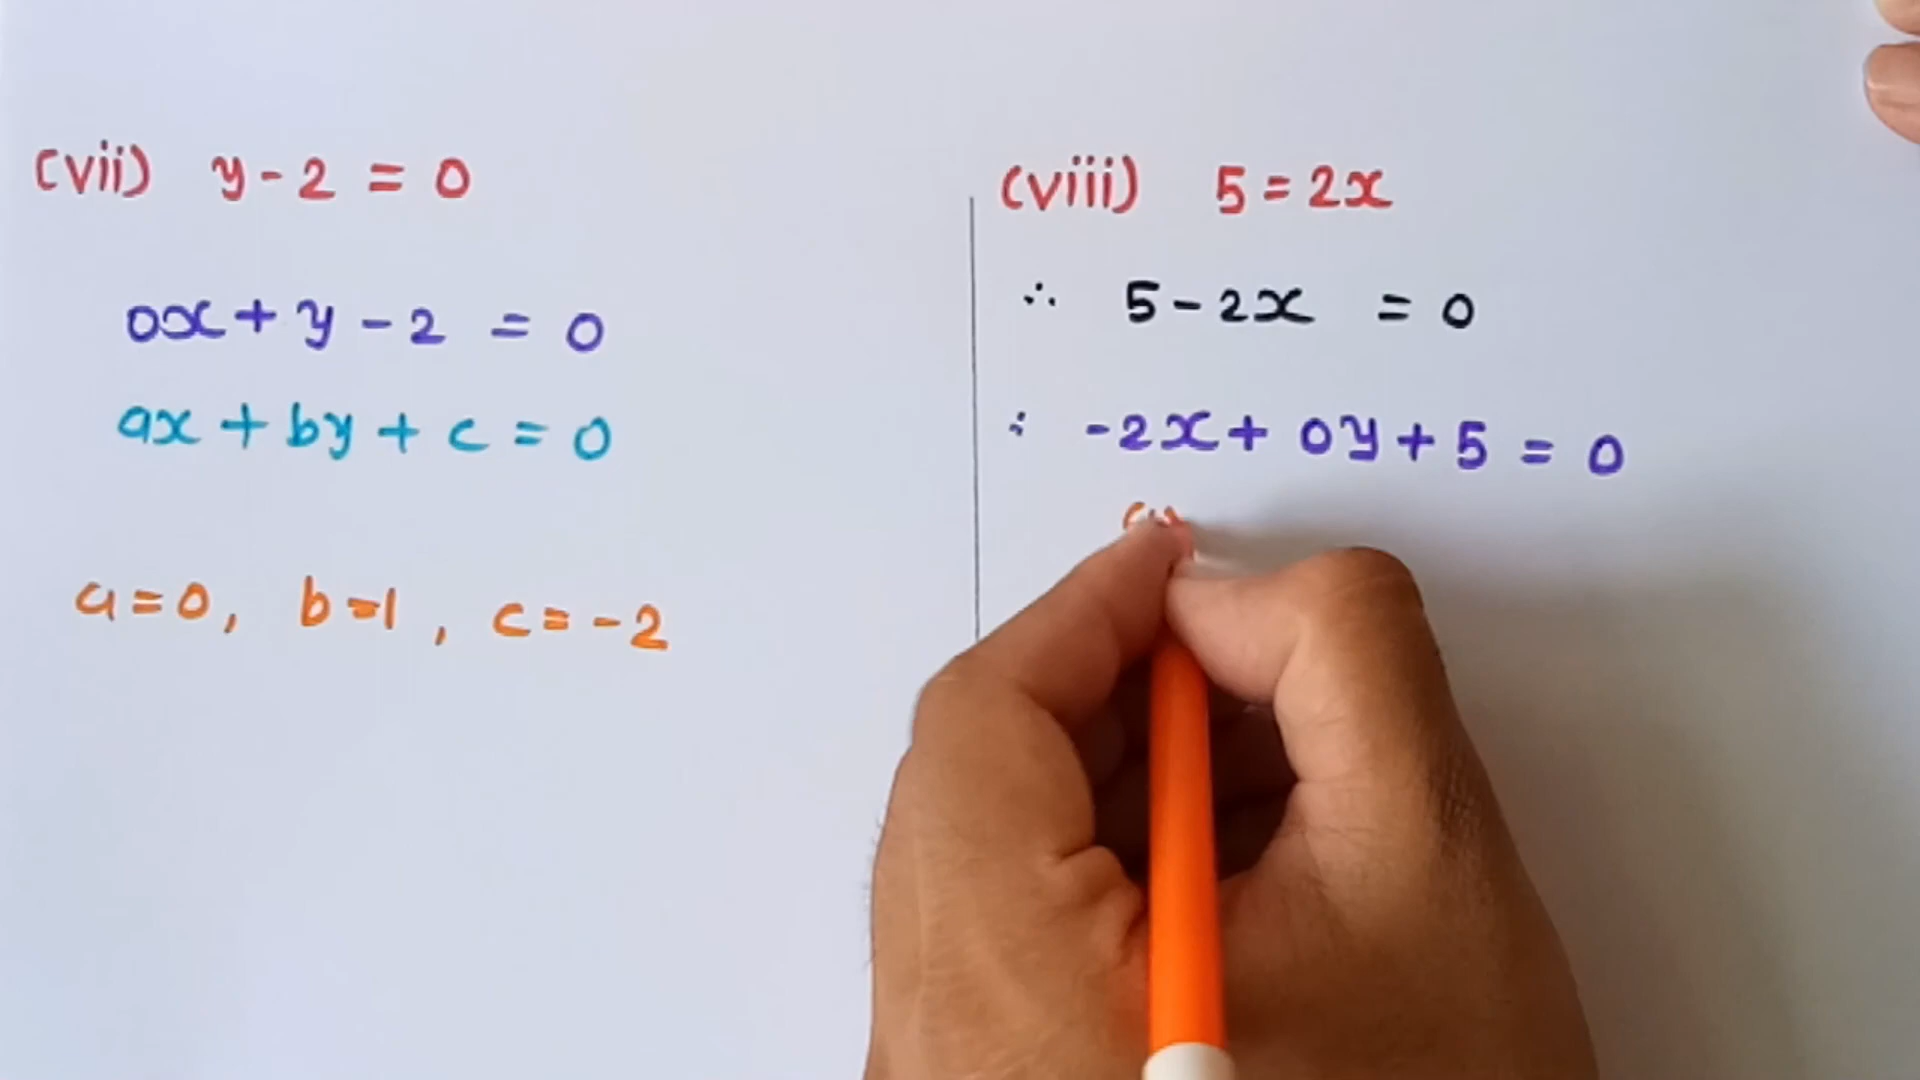 (vii) y - 2 = 0
0x + y - 2 = 0
ax + by + c = 0
a = 0, b = 1, c = -2
(viii) 5 = 2x
∴ 5 - 2x = 0
: -2x + 0y + 5 = 0